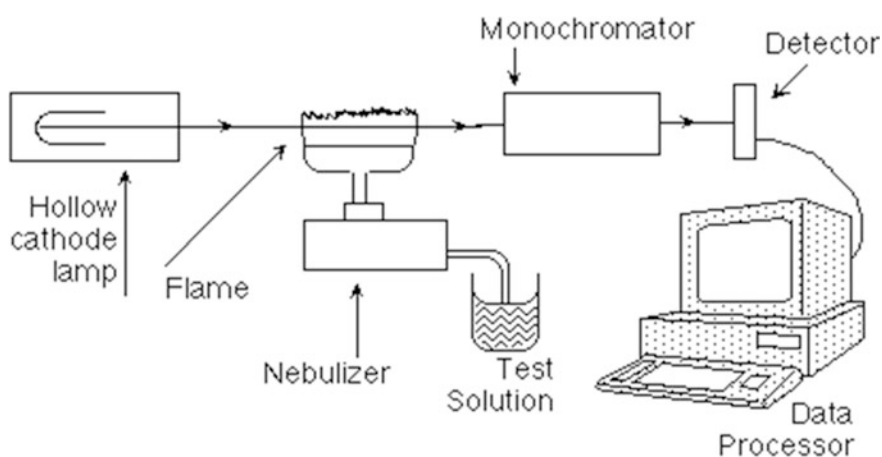 Monochromator
Detector
Hollow
cathode
lamp
Flame
Nebulizer
Test
Solution
Data
Processor